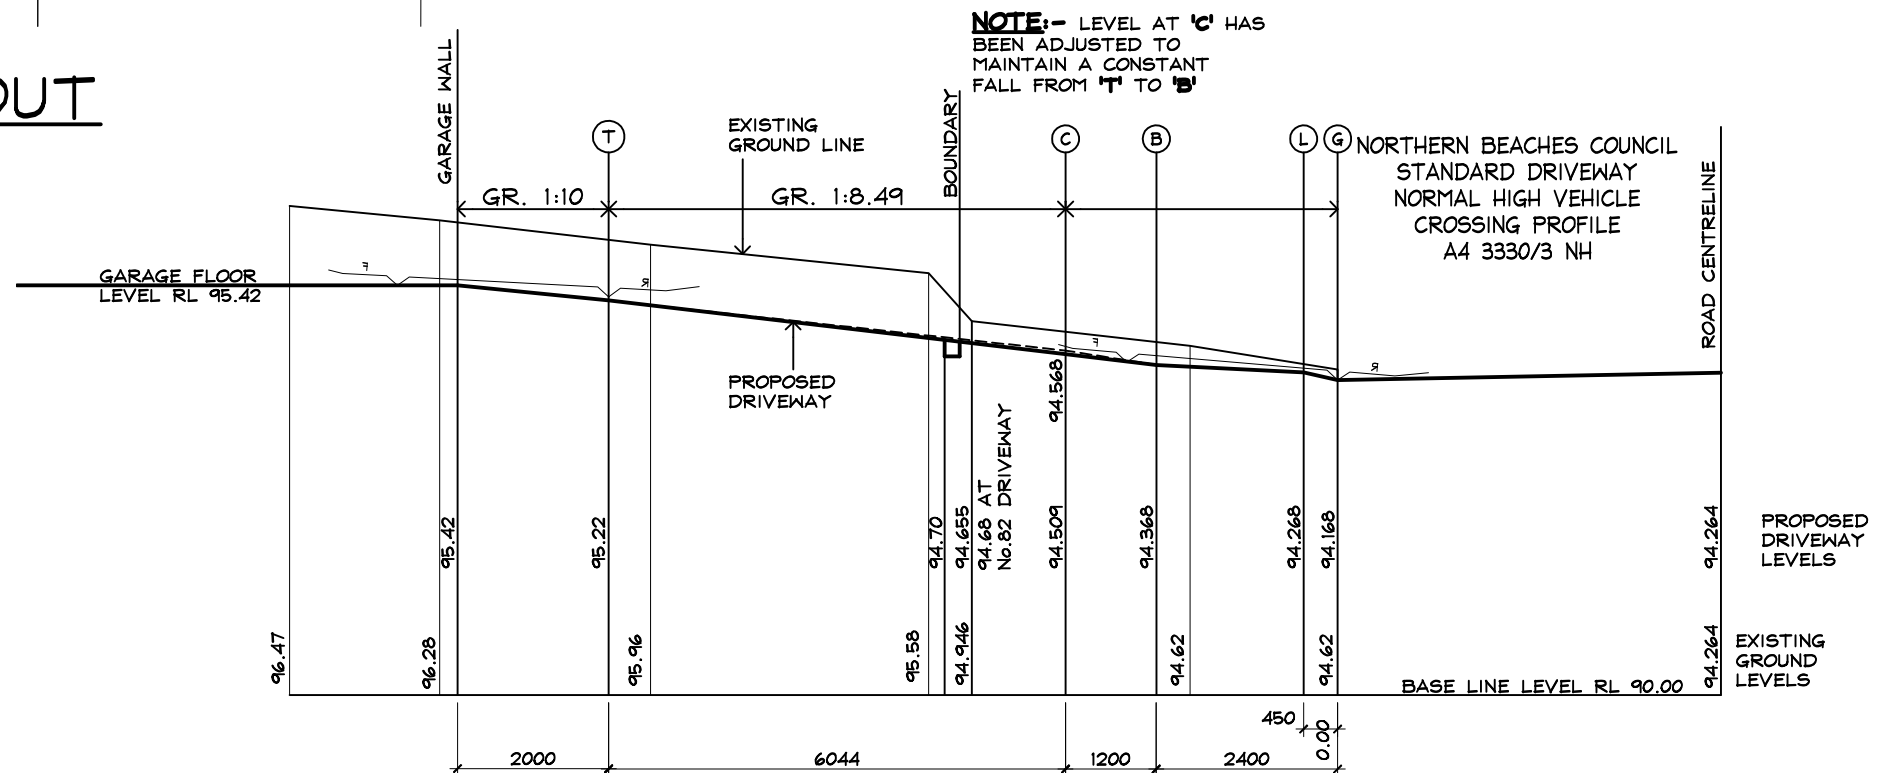 OUT
NOTE:- LEVEL AT 'C' HAS
BEEN ADJUSTED TO
MAINTAIN A CONSTANT
FALL FROM 'T' TO 'B'
GARAGE WALL
T
EXISTING
GROUND LINE
BOUNDARY
C
B
L
G
NORTHERN BEACHES COUNCIL
STANDARD DRIVEWAY
NORMAL HIGH VEHICLE
CROSSING PROFILE
A4 3330/3 NH
ROAD CENTRELINE
GR. 1:10
GR. 1:8.49
GARAGE FLOOR
LEVEL RL 95.42
F
R
F
R
PROPOSED
DRIVEWAY
94.568
95.42
95.22
94.70
94.655
94.68 AT
No.82 DRIVEWAY
94.509
94.368
94.268
94.168
94.264
PROPOSED
DRIVEWAY
LEVELS
96.47
96.28
95.96
95.58
94.946
94.62
94.62
94.264
EXISTING
GROUND
LEVELS
BASE LINE LEVEL RL 90.00
450
0.00
2000
6044
1200
2400